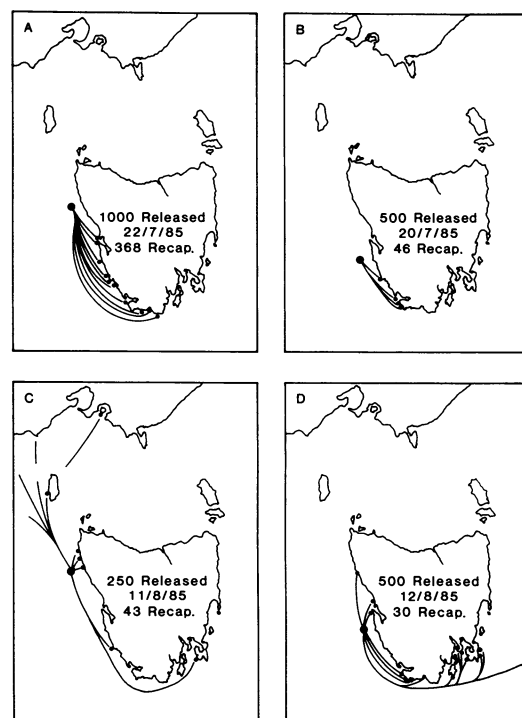 A
1000 Released
22/7/85
368 Recap.
B
500 Released
20/7/85
46 Recap.
C
250 Released
11/8/85
43 Recap.
D
500 Released
12/8/85
30 Recap.